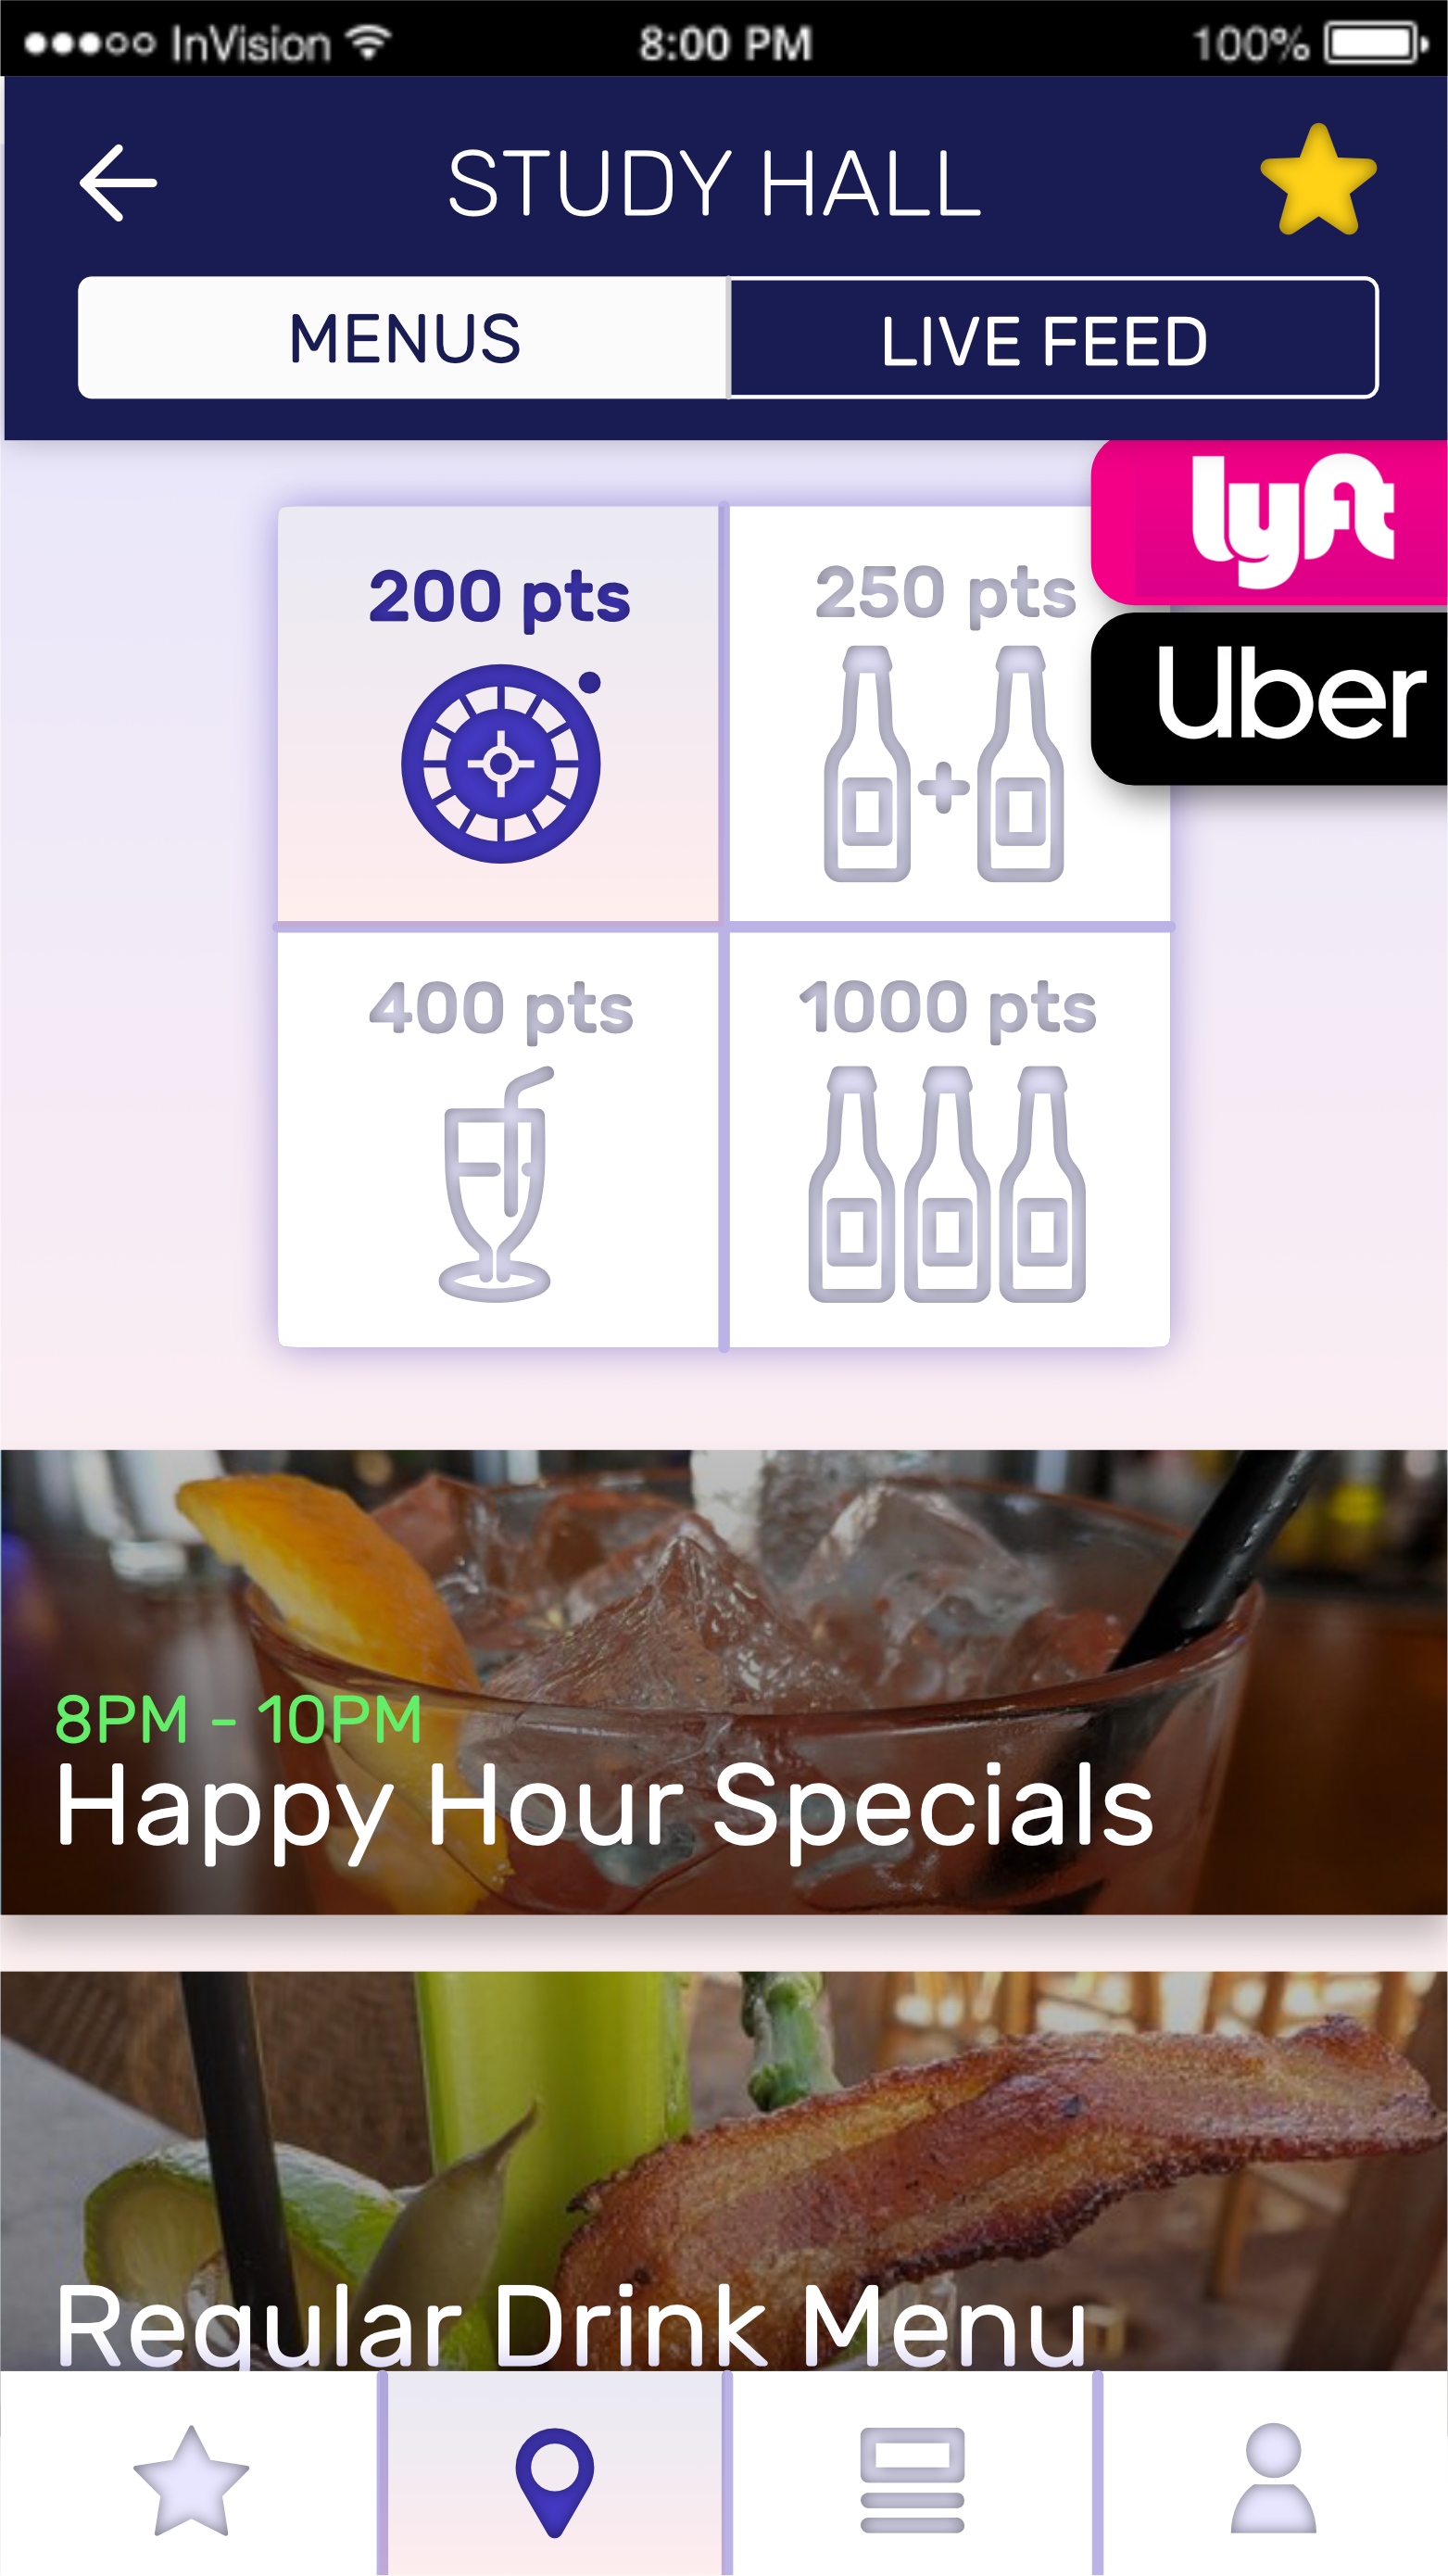 InVision 8:00 PM 100%
STUDY HALL
MENUS LIVE FEED
lyft
Uber
200 pts 250 pts
400 pts 1000 pts
8PM - 10PM
Happy Hour Specials
Regular Drink Menu